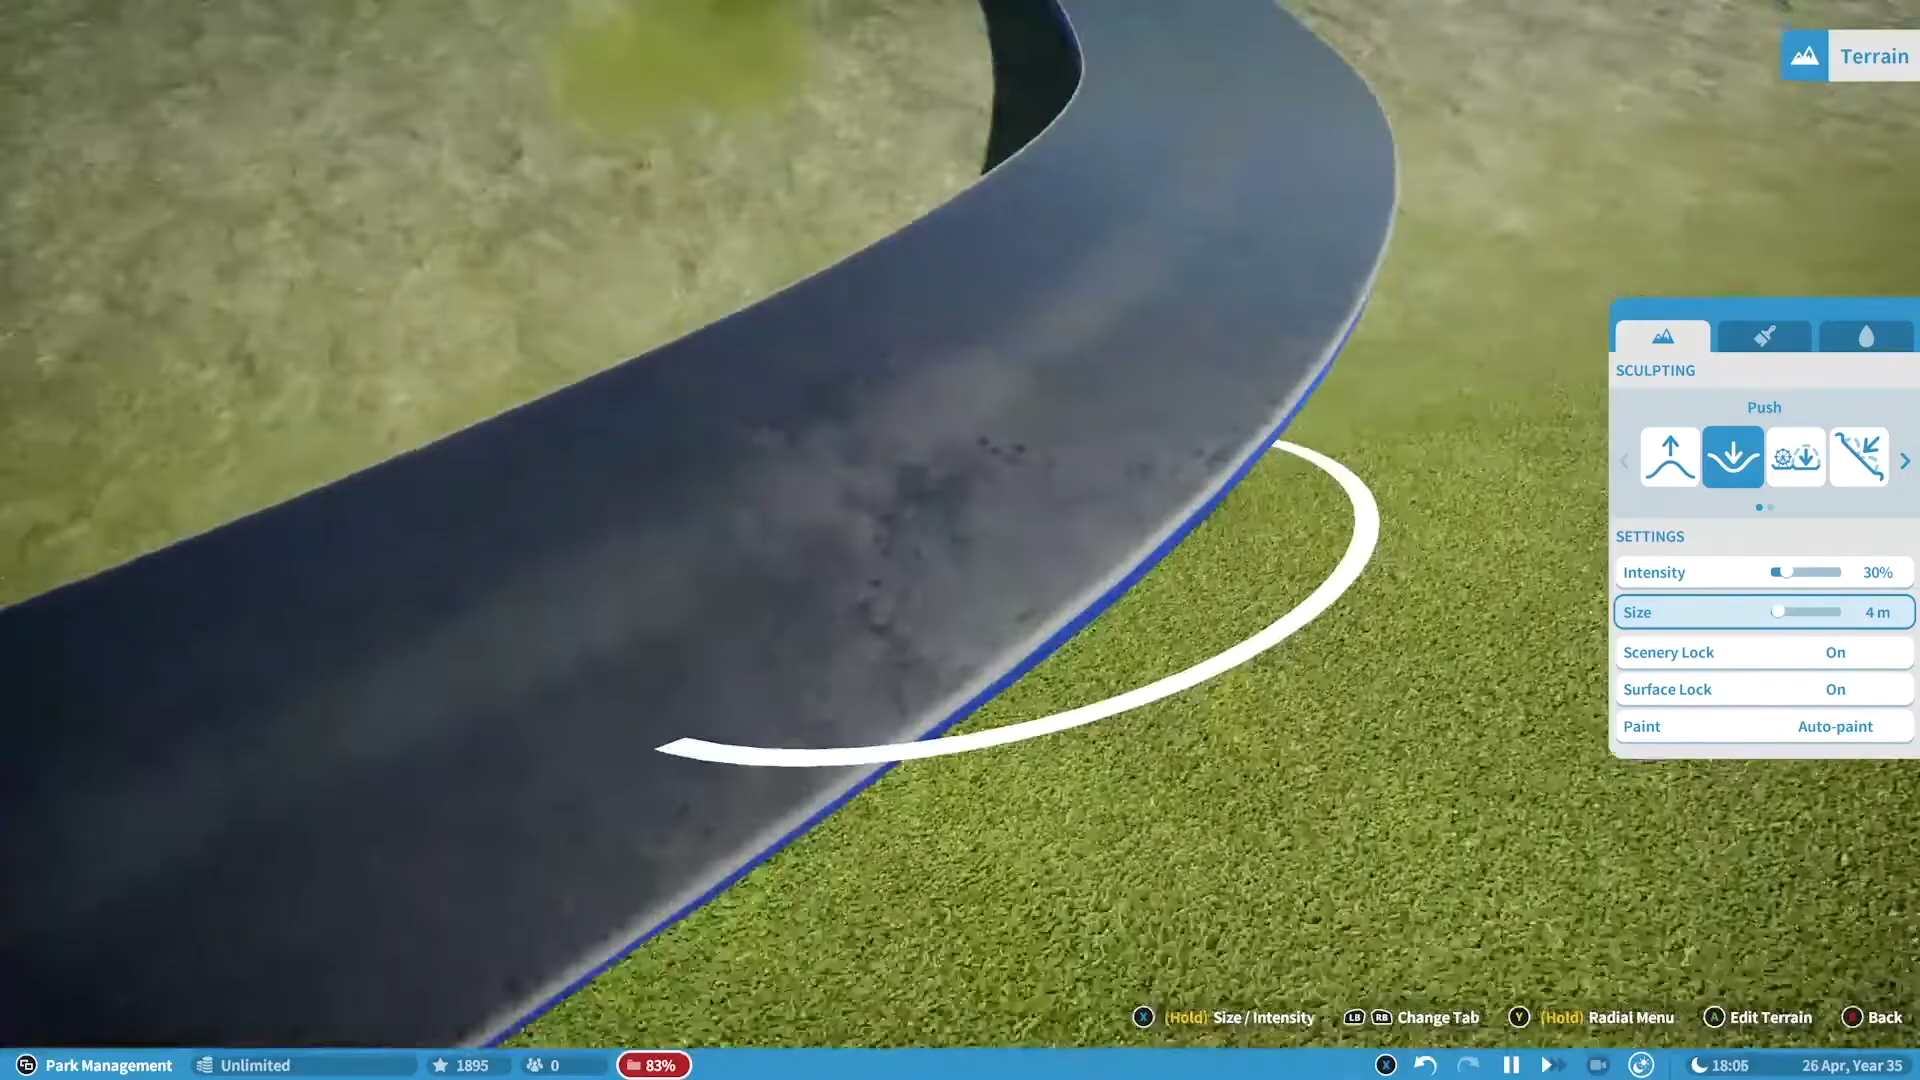 Terrain
SCULPTING
Push
SETTINGS
Intensity 30%
Size 4 m
Scenery Lock On
Surface Lock On
Paint Auto-paint
X (Hold) Size / Intensity LB RB Change Tab Y (Hold) Radial Menu A Edit Terrain B Back
Park Management Unlimited 1895 0 83% X 18:05 26 Apr, Year 35